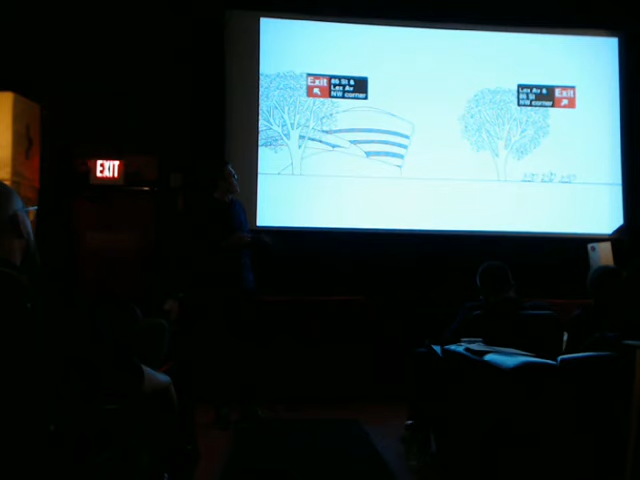 Exit
86 St &
Lex Av
NW corner
Lex Av &
86 St
NW corner
Exit
EXIT